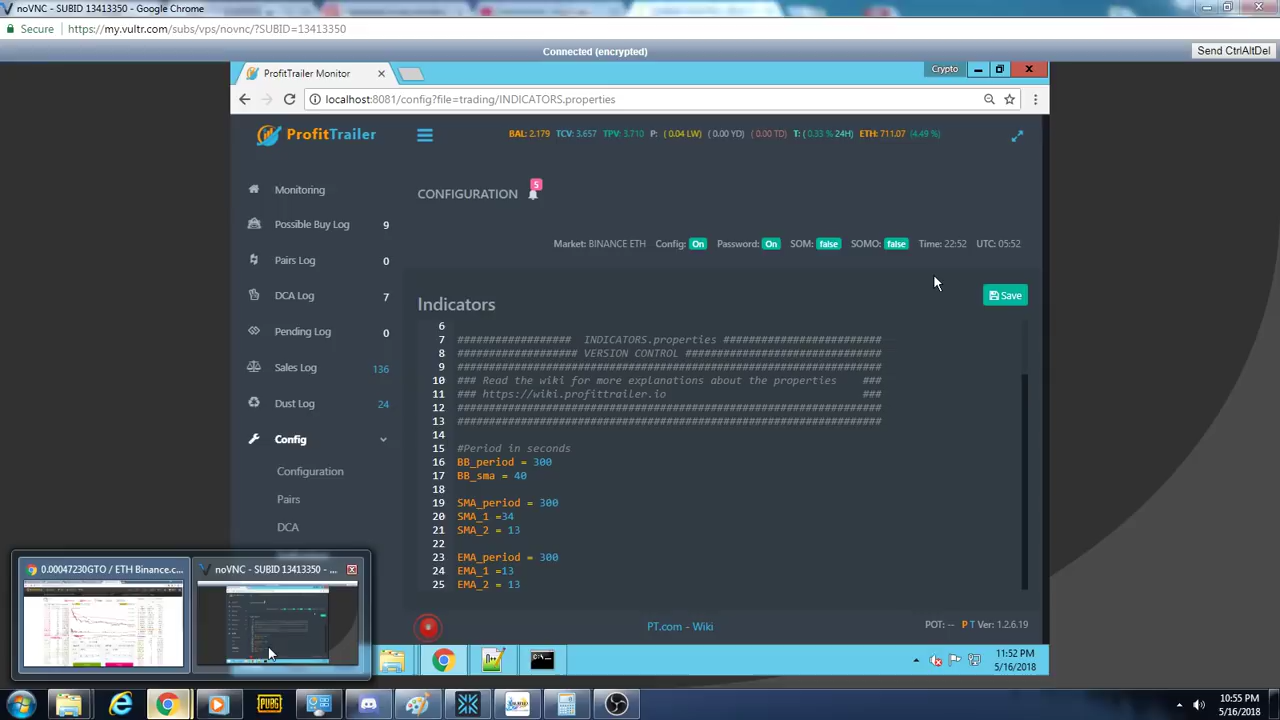 noVNC - SUBID 13413350 - Google Chrome
Secure
https://my.vultr.com/subs/vps/novnc/?SUBID=13413350
Connected (encrypted)
Send CtrlAltDel
ProfitTrailer Monitor
Crypto
localhost:8081/config?file=trading/INDICATORS.properties
ProfitTrailer
BAL: 2.179 TCV: 3.657 TPV: 3.710 P: ( 0.04 LW) ( 0.00 YD) ( 0.00 TD) T: ( 0.33 % 24H) ETH: 711.07 (4.49 %)
Monitoring
CONFIGURATION 5
Possible Buy Log 9
Market: BINANCE ETH Config: On Password: On SOM: false SOMO: false Time: 22:52 UTC: 05:52
Pairs Log 0
DCA Log 7
Indicators
Save
Pending Log 0
Sales Log 136
Dust Log 24
Config
Configuration
Pairs
DCA
6
7 ################## INDICATORS.properties #########################
8 ################### VERSION CONTROL ###############################
9 ###################################################################
10 ### Read the wiki for more explanations about the properties ###
11 ### https://wiki.profittrailer.io ###
12 ###################################################################
13 ###################################################################
14
15 #Period in seconds
16 BB_period = 300
17 BB_sma = 40
18
19 SMA_period = 300
20 SMA_1 =34
21 SMA_2 = 13
22
23 EMA_period = 300
24 EMA_1 =13
25 EMA_2 = 13
0.00047230GTO / ETH Binance.c...
noVNC - SUBID 13413350 - ...
PT.com - Wiki
POT: -- P T Ver: 1.2.6.19
11:52 PM
5/16/2018
PUBG
10:55 PM
5/16/2018